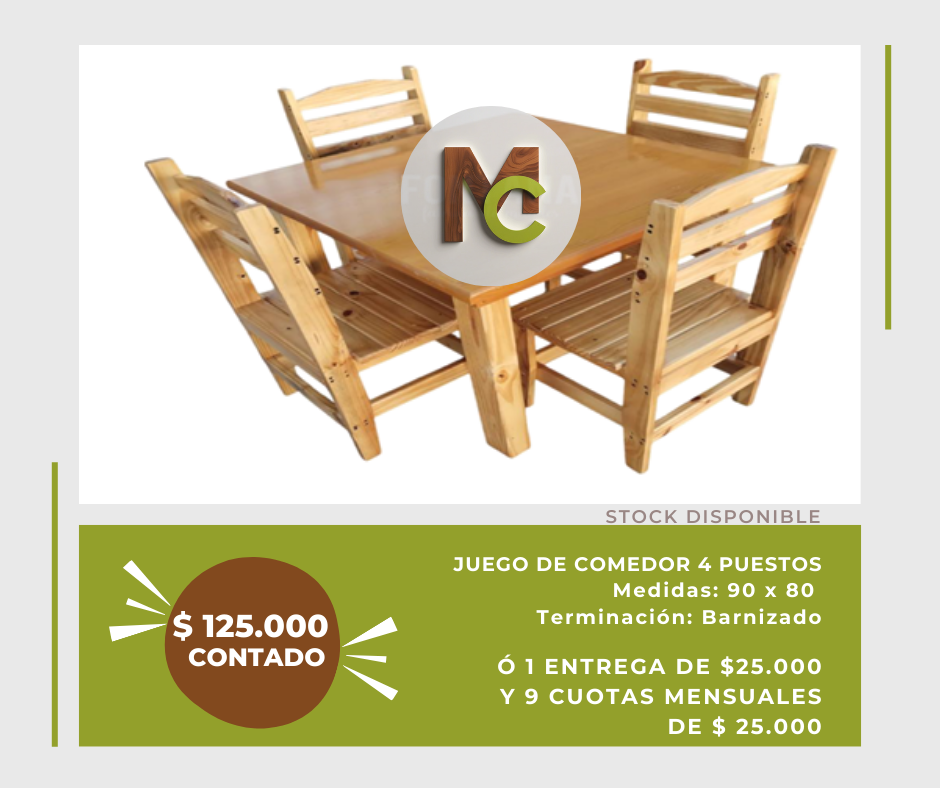 MC
STOCK DISPONIBLE
JUEGO DE COMEDOR 4 PUESTOS
Medidas: 90 x 80
Terminación: Barnizado
$ 125.000
CONTADO
Ó 1 ENTREGA DE $25.000
Y 9 CUOTAS MENSUALES
DE $ 25.000